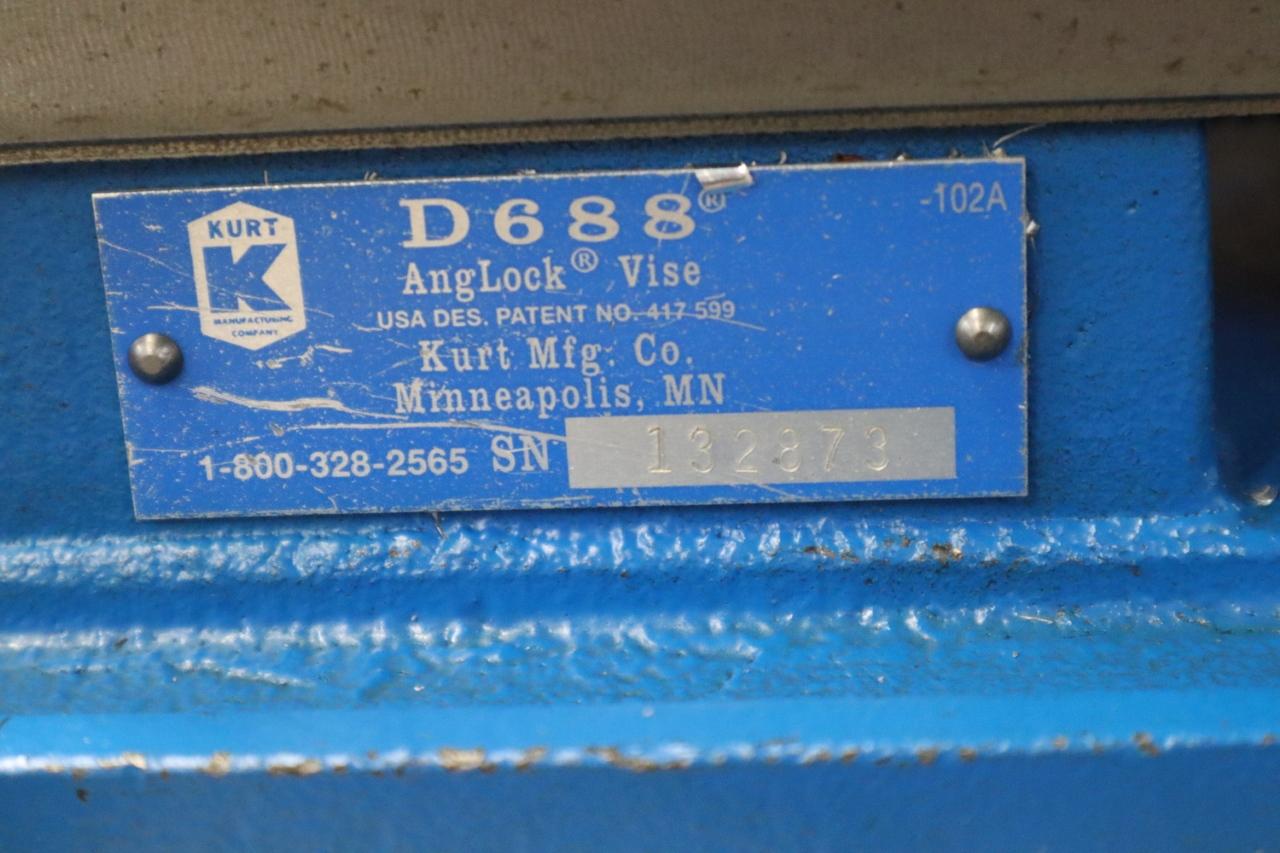 KURT
K
MANUFACTURING
COMPANY
D688®
-102A
AngLock® Vise
USA DES. PATENT NO. 417 599
Kurt Mfg. Co.
Minneapolis, MN
1-800-328-2565 SN 132873